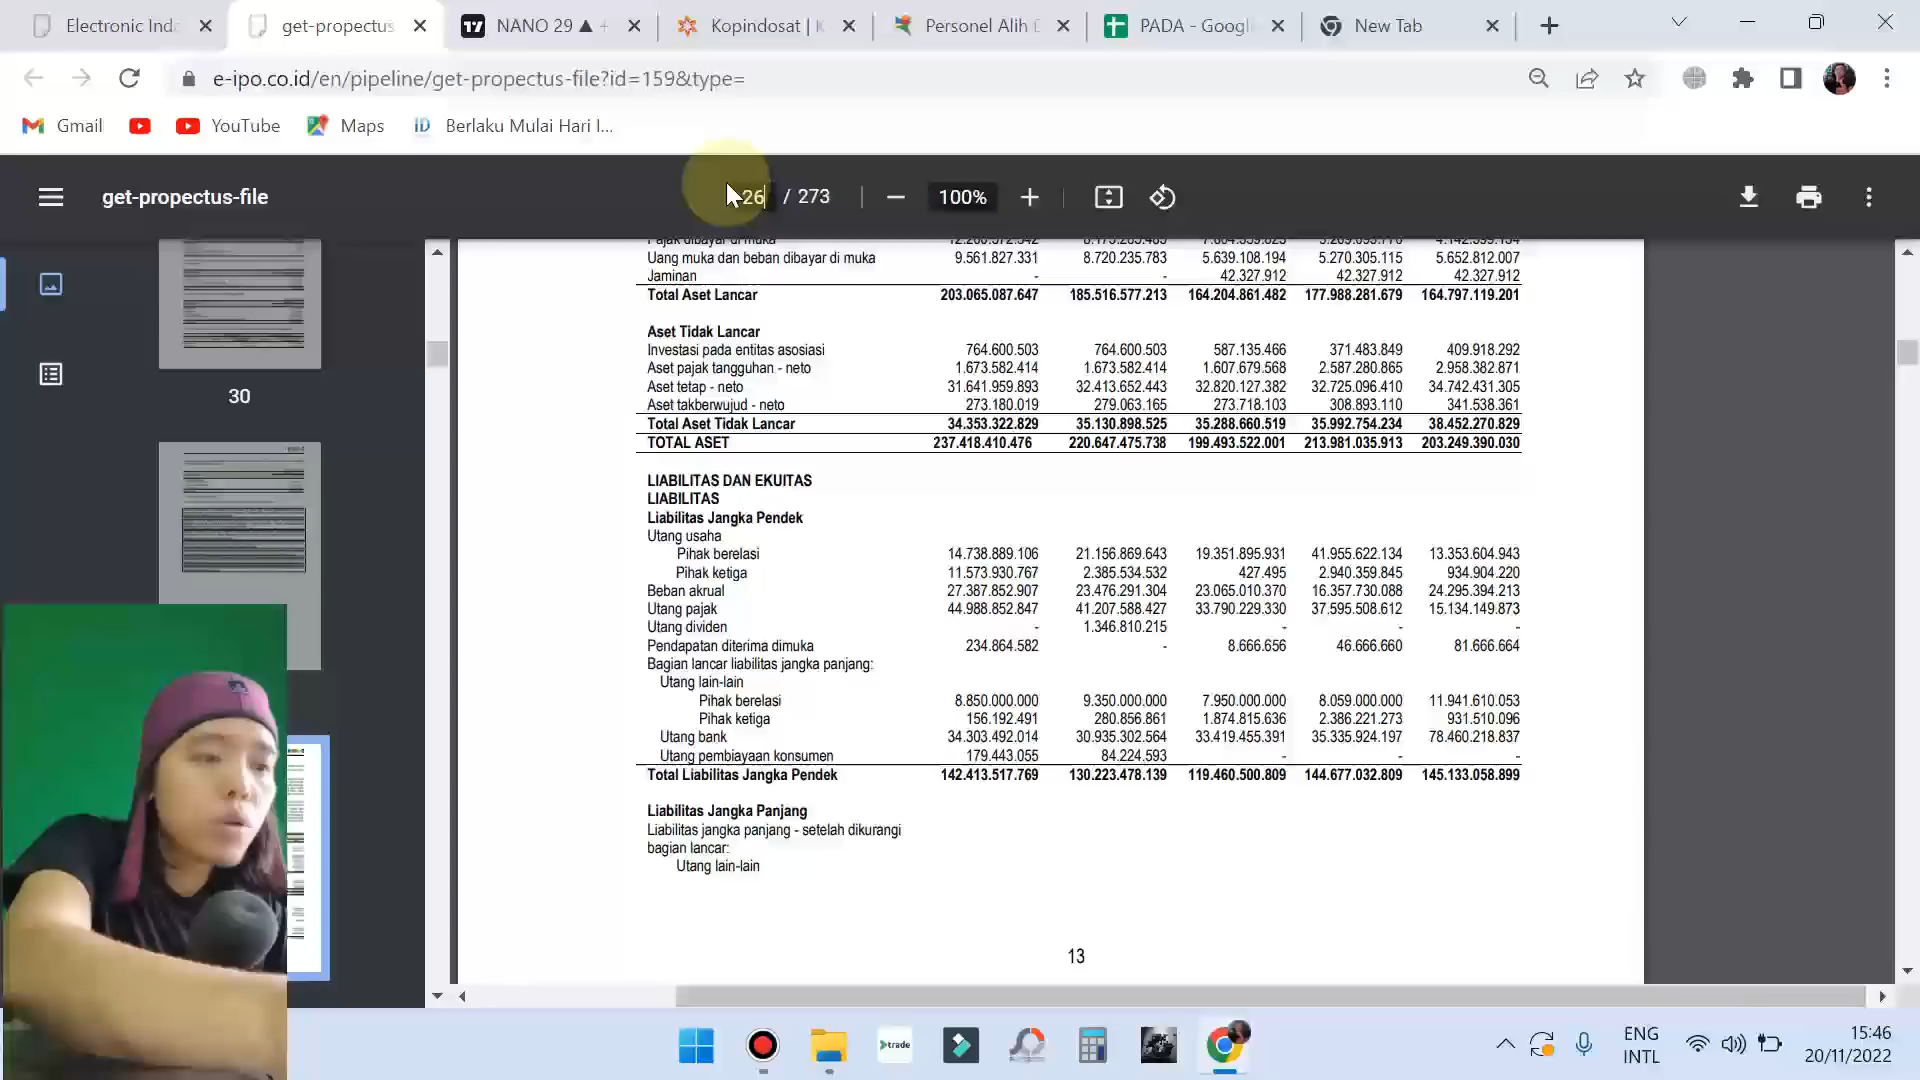 Electronic Inda
get-propectus
NANO 29 ▲ +
Kopindosat | K
Personel Alih D
PADA - Googl
New Tab
e-ipo.co.id/en/pipeline/get-propectus-file?id=159&type=
Gmail
YouTube
Maps
Berlaku Mulai Hari I...
get-propectus-file
26 / 273
100%
30
Pajak dibayar di muka
Uang muka dan beban dibayar di muka 9.561.827.331 8.720.235.783 5.639.108.194 5.270.305.115 5.652.812.007
Jaminan - - 42.327.912 42.327.912 42.327.912
Total Aset Lancar 203.065.087.647 185.516.577.213 164.204.861.482 177.988.281.679 164.797.119.201
Aset Tidak Lancar
Investasi pada entitas asosiasi 764.600.503 764.600.503 587.135.466 371.483.849 409.918.292
Aset pajak tangguhan - neto 1.673.582.414 1.673.582.414 1.607.679.568 2.587.280.865 2.958.382.871
Aset tetap - neto 31.641.959.893 32.413.652.443 32.820.127.382 32.725.096.410 34.742.431.305
Aset takberwujud - neto 273.180.019 279.063.165 273.718.103 308.893.110 341.538.361
Total Aset Tidak Lancar 34.353.322.829 35.130.898.525 35.288.660.519 35.992.754.234 38.452.270.829
TOTAL ASET 237.418.410.476 220.647.475.738 199.493.522.001 213.981.035.913 203.249.390.030
LIABILITAS DAN EKUITAS
LIABILITAS
Liabilitas Jangka Pendek
Utang usaha
Pihak berelasi 14.738.889.106 21.156.869.643 19.351.895.931 41.955.622.134 13.353.604.943
Pihak ketiga 11.573.930.767 2.385.534.532 427.495 2.940.359.845 934.904.220
Beban akrual 27.387.852.907 23.476.291.304 23.065.010.370 16.357.730.088 24.295.394.213
Utang pajak 44.988.852.847 41.207.588.427 33.790.229.330 37.595.508.612 15.134.149.873
Utang dividen - 1.346.810.215 - - -
Pendapatan diterima dimuka 234.864.582 - 8.666.656 46.666.660 81.666.664
Bagian lancar liabilitas jangka panjang:
Utang lain-lain
Pihak berelasi 8.850.000.000 9.350.000.000 7.950.000.000 8.059.000.000 11.941.610.053
Pihak ketiga 156.192.491 280.856.861 1.874.815.636 2.386.221.273 931.510.096
Utang bank 34.303.492.014 30.935.302.564 33.419.455.391 35.335.924.197 78.460.218.837
Utang pembiayaan konsumen 179.443.055 84.224.593 - - -
Total Liabilitas Jangka Pendek 142.413.517.769 130.223.478.139 119.460.500.809 144.677.032.809 145.133.058.899
Liabilitas Jangka Panjang
Liabilitas jangka panjang - setelah dikurangi
bagian lancar:
Utang lain-lain
13
trade
ENG
INTL
15:46
20/11/2022